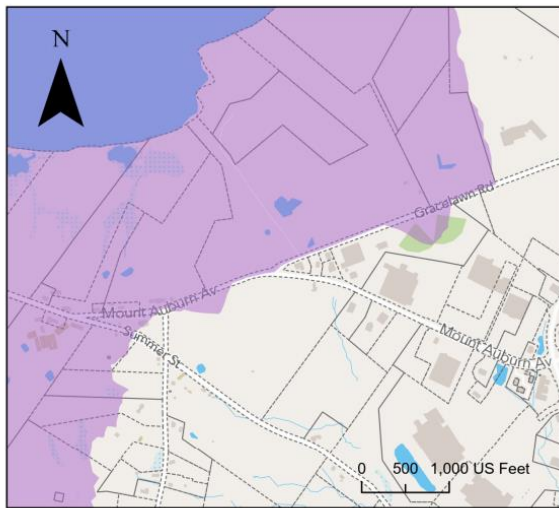 N
Gracelawn Rd
Mount Auburn Av
Summer St
Mount Auburn Av
0 500 1,000 US Feet